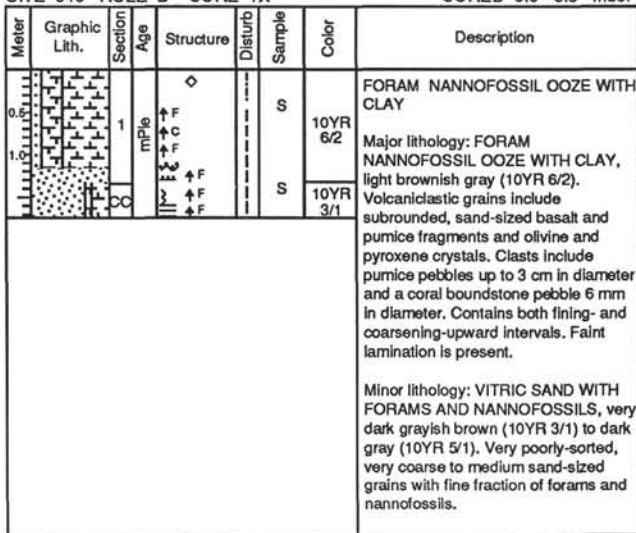 Meter
Graphic
Lith.
Section
Age
Structure
Disturb
Sample
Color
Description
0.5
1.0
1
CC
mPle
F
C
F
F
F
F
S
S
10YR
6/2
10YR
3/1
FORAM NANNOFOSSIL OOZE WITH
CLAY
Major lithology: FORAM
NANNOFOSSIL OOZE WITH CLAY,
light brownish gray (10YR 6/2).
Volcaniclastic grains include
subrounded, sand-sized basalt and
pumice fragments and olivine and
pyroxene crystals. Clasts include
pumice pebbles up to 3 cm in diameter
and a coral boundstone pebble 6 mm
in diameter. Contains both fining- and
coarsening-upward intervals. Faint
lamination is present.
Minor lithology: VITRIC SAND WITH
FORAMS AND NANNOFOSSILS, very
dark grayish brown (10YR 3/1) to dark
gray (10YR 5/1). Very poorly-sorted,
very coarse to medium sand-sized
grains with fine fraction of forams and
nannofossils.